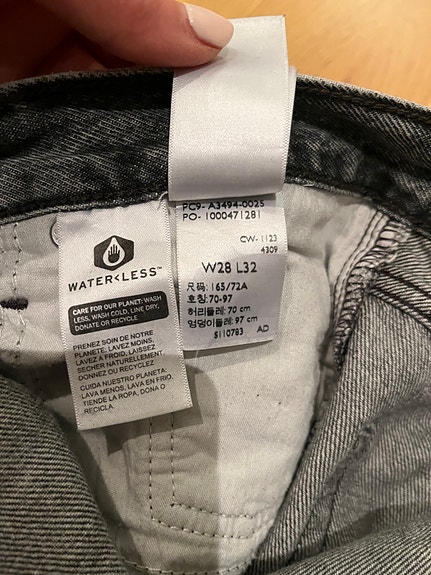 WATER<LESS™
CARE FOR OUR PLANET: WASH
LESS, WASH COLD, LINE DRY,
DONATE OR RECYCLE
PRENEZ SOIN DE NOTRE
PLANÈTE: LAVEZ MOINS,
LAVEZ À FROID, LAISSEZ
SÉCHER NATURELLEMENT
DONNEZ OU RECYCLEZ
CUIDA NUESTRO PLANETA:
LAVA MENOS, LAVA EN FRIO,
TIENDE LA ROPA, DONA O
RECICLA.
PC9- A3494-0025
PO- 1000471281
CW- 1123
4309
W28 L32
尺码: 165/72A
호칭: 70-97
허리둘레: 70 cm
엉덩이둘레: 97 cm
S110783 AD